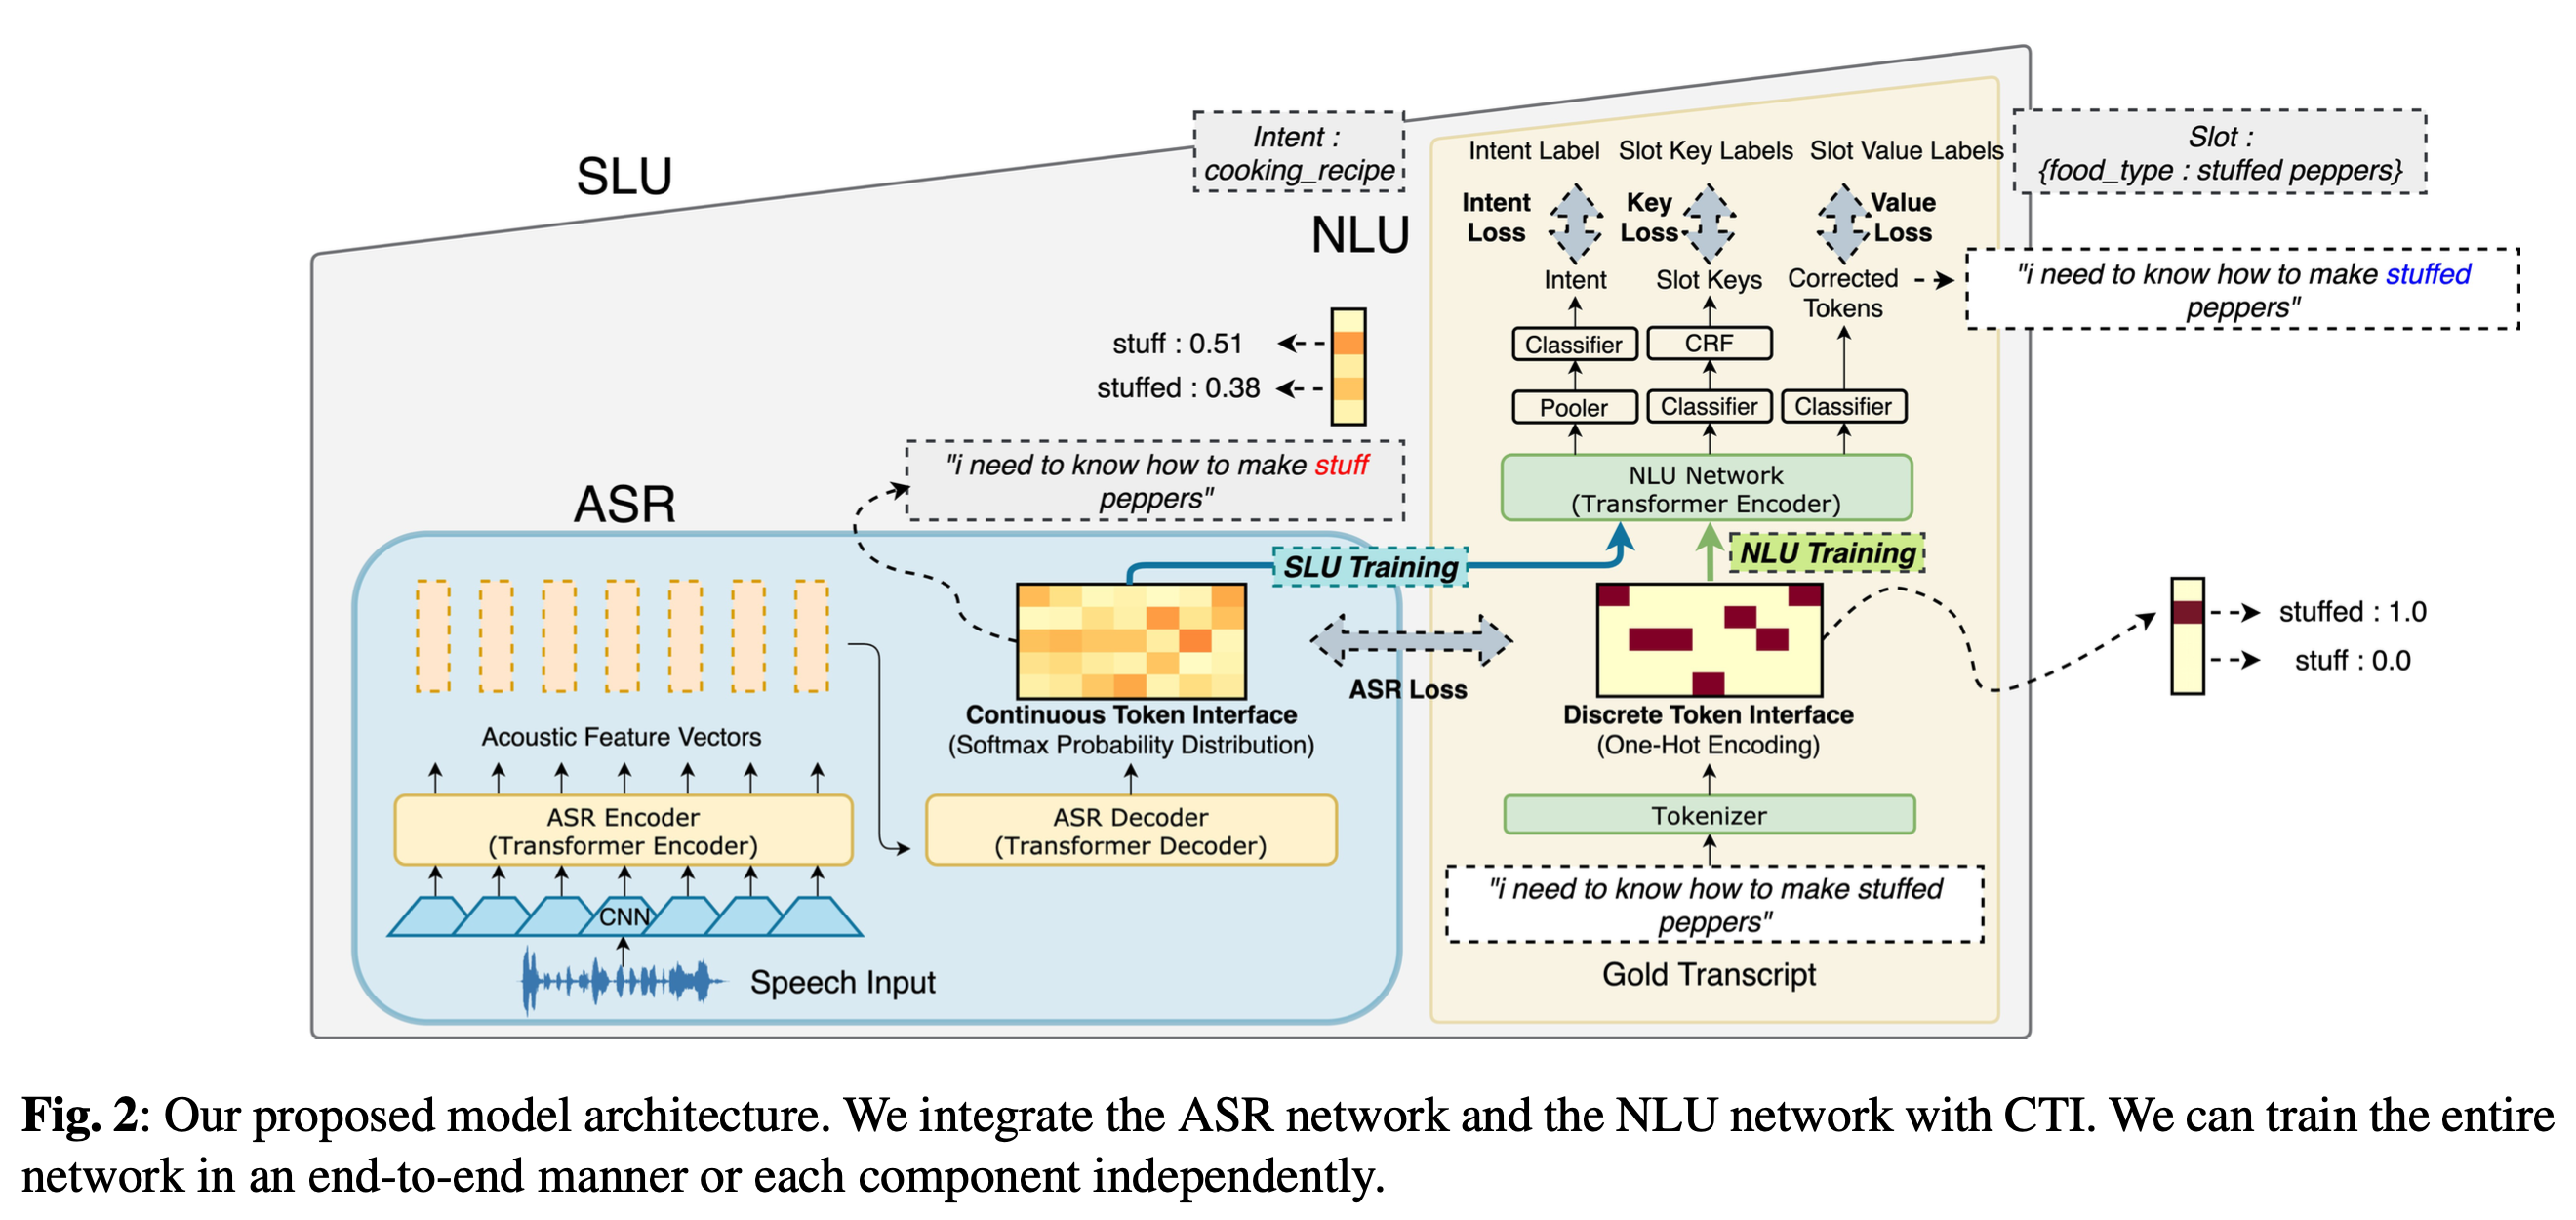 SLU
Intent :
cooking_recipe
NLU
Intent Label
Slot Key Labels
Slot Value Labels
Slot :
{food_type : stuffed peppers}
Intent
Loss
Key
Loss
Value
Loss
Intent
Slot Keys
Corrected
Tokens
"i need to know how to make stuffed
peppers"
Classifier
CRF
Pooler
Classifier
Classifier
NLU Network
(Transformer Encoder)
stuff : 0.51
stuffed : 0.38
"i need to know how to make stuff
peppers"
ASR
SLU Training
NLU Training
ASR Loss
stuffed : 1.0
stuff : 0.0
Acoustic Feature Vectors
Continuous Token Interface
(Softmax Probability Distribution)
Discrete Token Interface
(One-Hot Encoding)
ASR Encoder
(Transformer Encoder)
ASR Decoder
(Transformer Decoder)
Tokenizer
CNN
"i need to know how to make stuffed
peppers"
Speech Input
Gold Transcript
Fig. 2: Our proposed model architecture. We integrate the ASR network and the NLU network with CTI. We can train the entire
network in an end-to-end manner or each component independently.